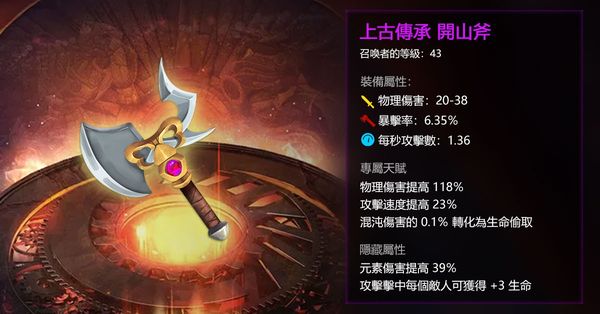 上古傳承 開山斧
召喚者的等級：43
裝備屬性：
物理傷害：20-38
暴擊率：6.35%
每秒攻擊數：1.36
專屬天賦
物理傷害提高 118%
攻擊速度提高 23%
混沌傷害的 0.1% 轉化為生命偷取
隱藏屬性
元素傷害提高 39%
攻擊擊中每個敵人可獲得 +3 生命